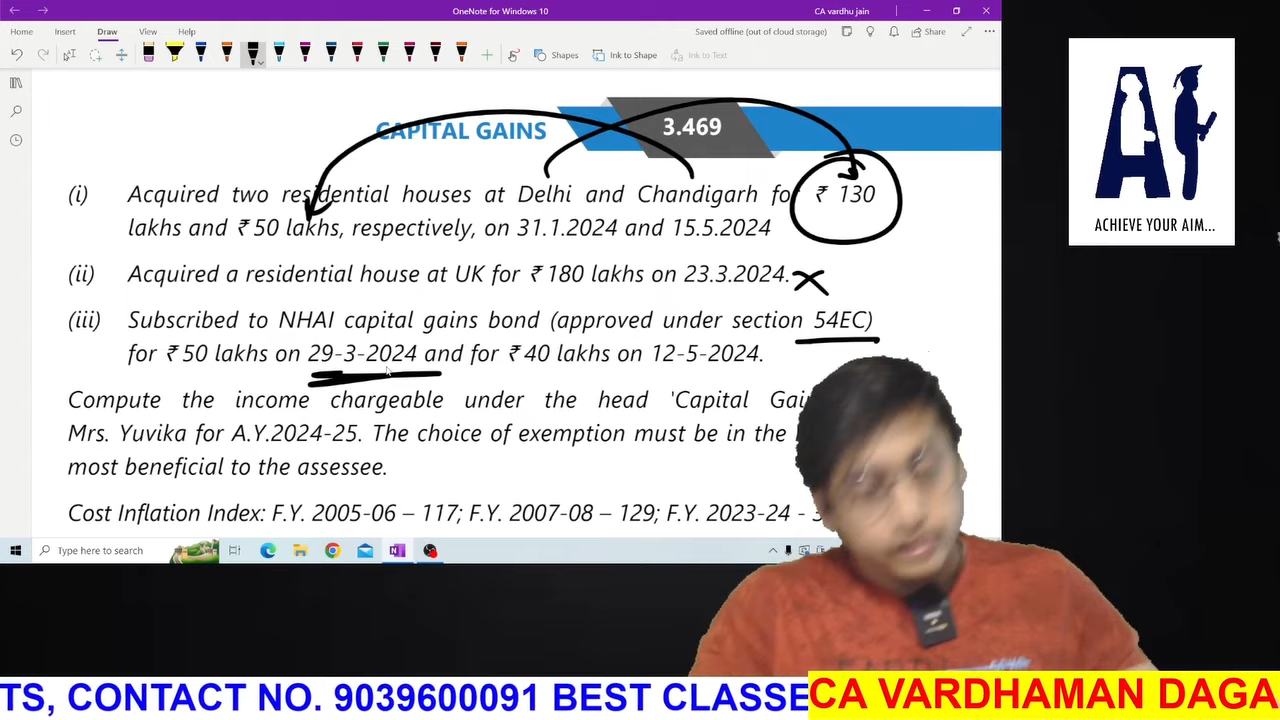 OneNote for Windows 10
CA vardhu jain
Home Insert Draw View Help
Saved offline (out of cloud storage)
Share
Shapes
Ink to Shape
Ink to Text
CAPITAL GAINS 3.469
(i) Acquired two residential houses at Delhi and Chandigarh for ₹ 130
lakhs and ₹ 50 lakhs, respectively, on 31.1.2024 and 15.5.2024
(ii) Acquired a residential house at UK for ₹ 180 lakhs on 23.3.2024.
(iii) Subscribed to NHAI capital gains bond (approved under section 54EC)
for ₹ 50 lakhs on 29-3-2024 and for ₹ 40 lakhs on 12-5-2024.
Compute the income chargeable under the head 'Capital
Mrs. Yuvika for A.Y.2024-25. The choice of exemption must be in the
most beneficial to the assessee.
Cost Inflation Index: F.Y. 2005-06 – 117; F.Y. 2007-08 – 129; F.Y. 2023-24 -
Type here to search
AI
ACHIEVE YOUR AIM...
TS, CONTACT NO. 9039600091 BEST CLASSE
CA VARDHAMAN DAGA